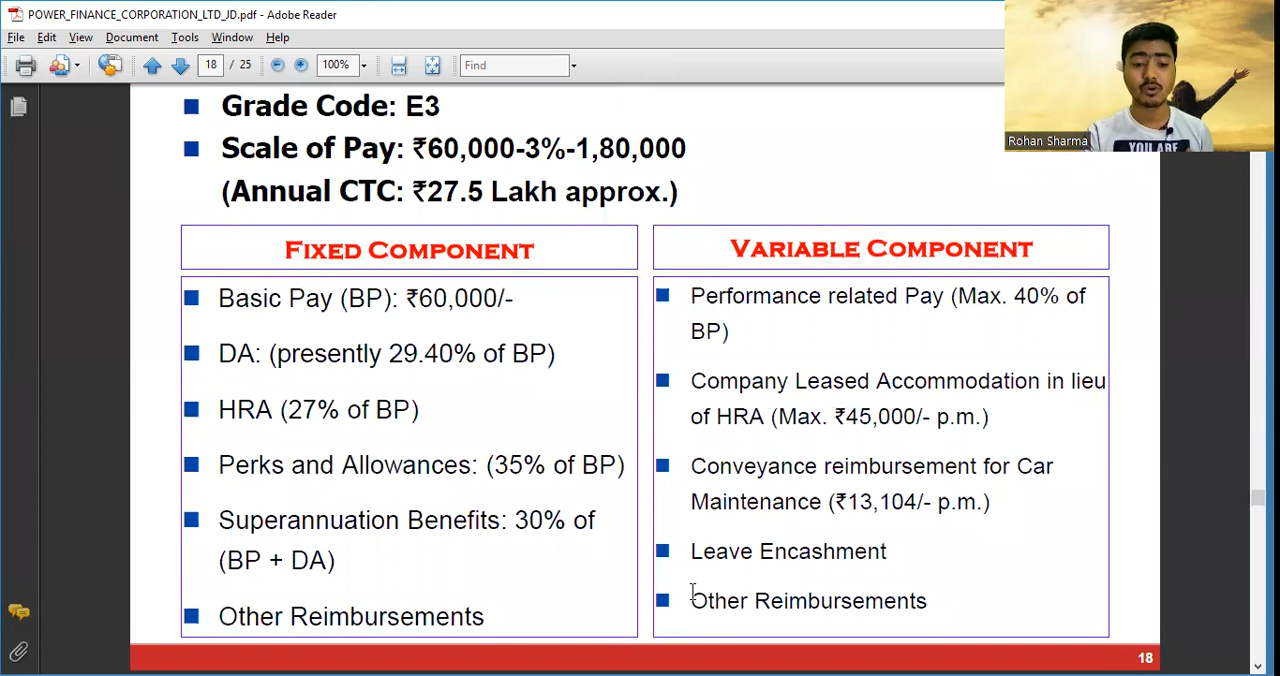 POWER_FINANCE_CORPORATION_LTD_JD.pdf - Adobe Reader
File Edit View Document Tools Window Help
18 / 25 100% Find
Grade Code: E3
Scale of Pay: ₹60,000-3%-1,80,000
(Annual CTC: ₹27.5 Lakh approx.)
FIXED COMPONENT
Basic Pay (BP): ₹60,000/-
DA: (presently 29.40% of BP)
HRA (27% of BP)
Perks and Allowances: (35% of BP)
Superannuation Benefits: 30% of
(BP + DA)
Other Reimbursements
VARIABLE COMPONENT
Performance related Pay (Max. 40% of
BP)
Company Leased Accommodation in lieu
of HRA (Max. ₹45,000/- p.m.)
Conveyance reimbursement for Car
Maintenance (₹13,104/- p.m.)
Leave Encashment
Other Reimbursements
18
Rohan Sharma
YOU ARE